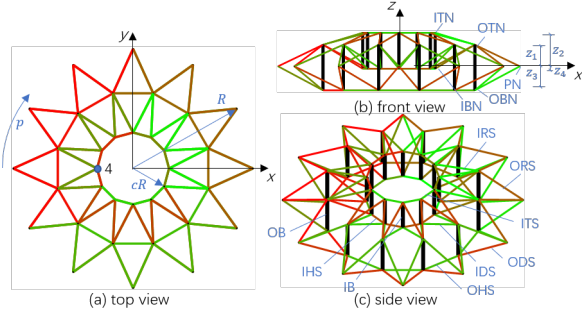 y
R
p
4
x
cR
(a) top view
z
ITN
OTN
z1
z2
x
z3
z4
PN
OBN
IBN
(b) front view
IRS
ORS
ITS
OB
IHS
IB
ODS
IDS
OHS
(c) side view